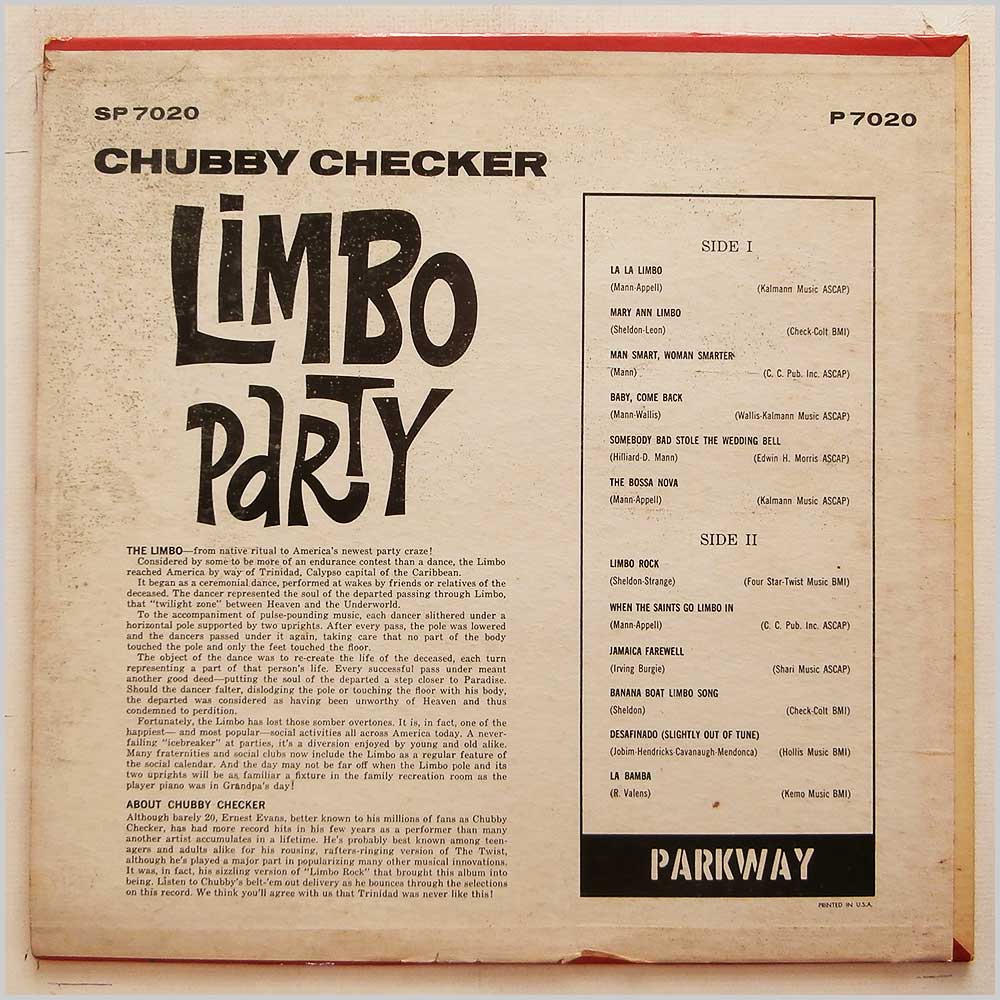 SP 7020
P 7020
CHUBBY CHECKER
LiMBO
PaRTY
THE LIMBO—from native ritual to America's newest party craze!
Considered by some to be more of an endurance contest than a dance, the Limbo
reached America by way of Trinidad, Calypso capital of the Caribbean.
It began as a ceremonial dance, performed at wakes by friends or relatives of the
deceased. The dancer represented the soul of the departed passing through Limbo,
that "twilight zone" between Heaven and the Underworld.
To the accompaniment of pulse-pounding music, each dancer slithered under a
horizontal pole supported by two uprights. After every pass, the pole was lowered
and the dancers passed under it again, taking care that no part of the body
touched the pole and only the feet touched the floor.
The object of the dance was to re-create the life of the deceased, each turn
representing a part of that person's life. Every successful pass under meant
another good deed—putting the soul of the departed a step closer to Paradise.
Should the dancer falter, dislodging the pole or touching the floor with his body,
the departed was considered as having been unworthy of Heaven and thus
condemned to perdition.
Fortunately, the Limbo has lost those somber overtones. It is, in fact, one of the
happiest— and most popular—social activities all across America today. A never-
failing "icebreaker" at parties, it's a diversion enjoyed by young and old alike.
Many fraternities and social clubs now include the Limbo as a regular feature of
the social calendar. And the day may not be far off when the Limbo pole and its
two uprights will be as familiar a fixture in the family recreation room as the
player piano was in Grandpa's day!
ABOUT CHUBBY CHECKER
Although barely 20, Ernest Evans, better known to his millions of fans as Chubby
Checker, has had more record hits in his few years as a performer than many
another artist accumulates in a lifetime. He's probably best known among teen-
agers and adults alike for his rousing, rafters-ringing version of The Twist,
although he's played a major part in popularizing many other musical innovations.
It was, in fact, his sizzling version of "Limbo Rock" that brought this album into
being. Listen to Chubby's belt-'em out delivery as he bounces through the selections
on this record. We think you'll agree with us that Trinidad was never like this!
SIDE I
LA LA LIMBO
(Mann-Appell) (Kalmann Music ASCAP)
MARY ANN LIMBO
(Sheldon-Leon) (Check-Colt BMI)
MAN SMART, WOMAN SMARTER
(Mann) (C. C. Pub. Inc. ASCAP)
BABY, COME BACK
(Mann-Wallis) (Wallis-Kalmann Music ASCAP)
SOMEBODY BAD STOLE THE WEDDING BELL
(Hilliard-D. Mann) (Edwin H. Morris ASCAP)
THE BOSSA NOVA
(Mann-Appell) (Kalmann Music ASCAP)
SIDE II
LIMBO ROCK
(Sheldon-Strange) (Four Star-Twist Music BMI)
WHEN THE SAINTS GO LIMBO IN
(Mann-Appell) (C. C. Pub. Inc. ASCAP)
JAMAICA FAREWELL
(Irving Burgie) (Shari Music ASCAP)
BANANA BOAT LIMBO SONG
(Sheldon) (Check-Colt BMI)
DESAFINADO (SLIGHTLY OUT OF TUNE)
(Jobim-Hendricks-Cavanaugh-Mendonca) (Hollis Music BMI)
LA BAMBA
(R. Valens) (Kemo Music BMI)
PARKWAY
PRINTED IN U.S.A.